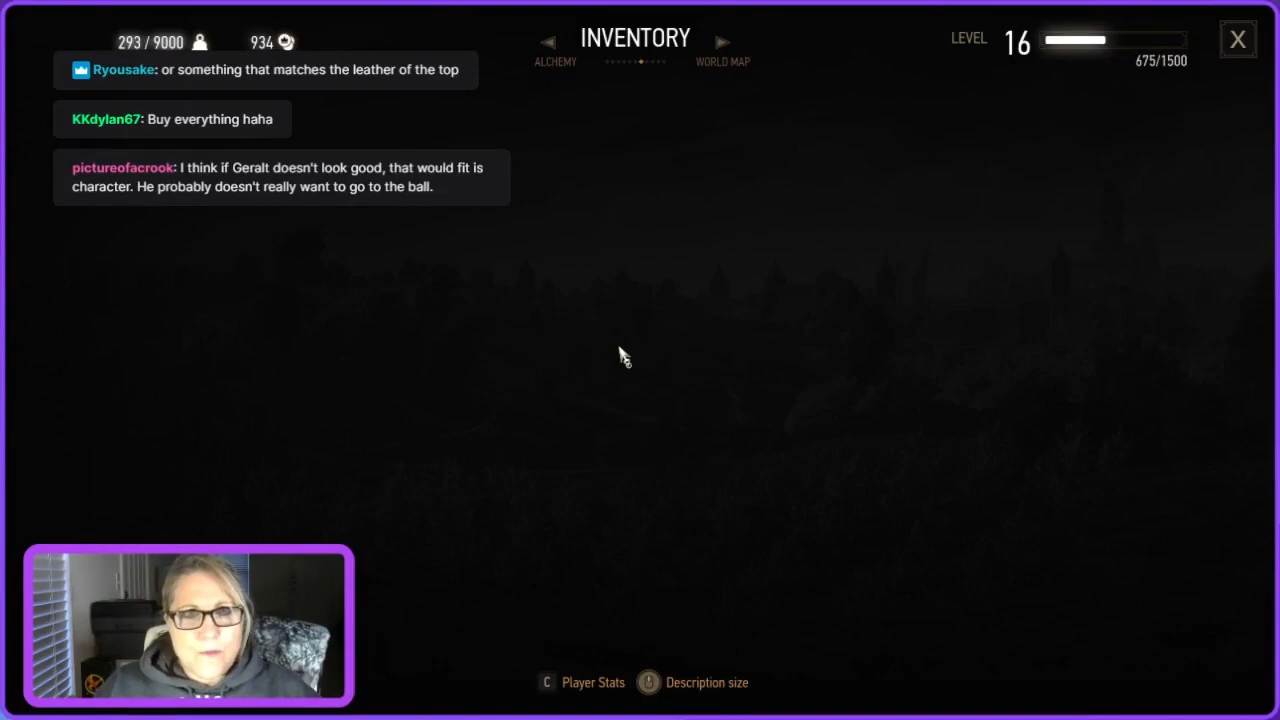 293 / 9000
934
INVENTORY
ALCHEMY
WORLD MAP
LEVEL 16
675/1500
X
Ryousake: or something that matches the leather of the top
KKdylan67: Buy everything haha
pictureofacrook: I think if Geralt doesn't look good, that would fit is
character. He probably doesn't really want to go to the ball.
C Player Stats
Description size